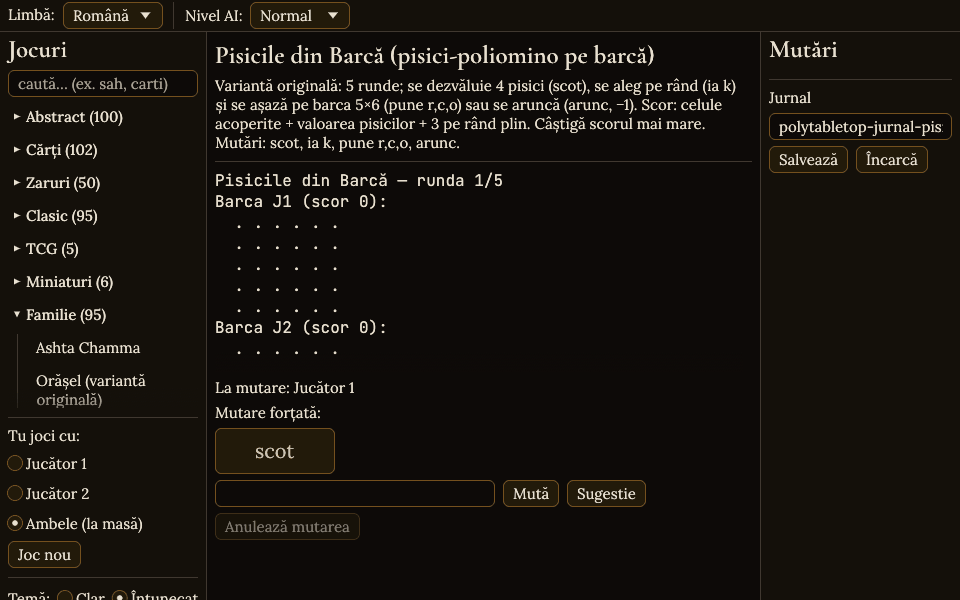 Limbă: Română ▼ Nivel AI: Normal ▼
Jocuri
caută... (ex. sah, carti)
▸ Abstract (100)
▸ Cărți (102)
▸ Zaruri (50)
▸ Clasic (95)
▸ TCG (5)
▸ Miniaturi (6)
▾ Familie (95)
Ashta Chamma
Orășel (variantă
originală)
Tu joci cu:
Jucător 1
Jucător 2
Ambele (la masă)
Joc nou
Temă: Clar Întunecat
Pisicile din Barcă (pisici-poliomino pe barcă)
Variantă originală: 5 runde; se dezvăluie 4 pisici (scot), se aleg pe rând (ia k)
și se așază pe barca 5×6 (pune r,c,o) sau se aruncă (arunc, −1). Scor: celule
acoperite + valoarea pisicilor + 3 pe rând plin. Câștigă scorul mai mare.
Mutări: scot, ia k, pune r,c,o, arunc.
Pisicile din Barcă — runda 1/5
Barca J1 (scor 0):
. . . . . .
. . . . . .
. . . . . .
. . . . . .
. . . . . .
Barca J2 (scor 0):
. . . . . .
La mutare: Jucător 1
Mutare forțată:
scot
Mută Sugestie
Anulează mutarea
Mutări
Jurnal
polytabletop-jurnal-pis
Salvează Încarcă